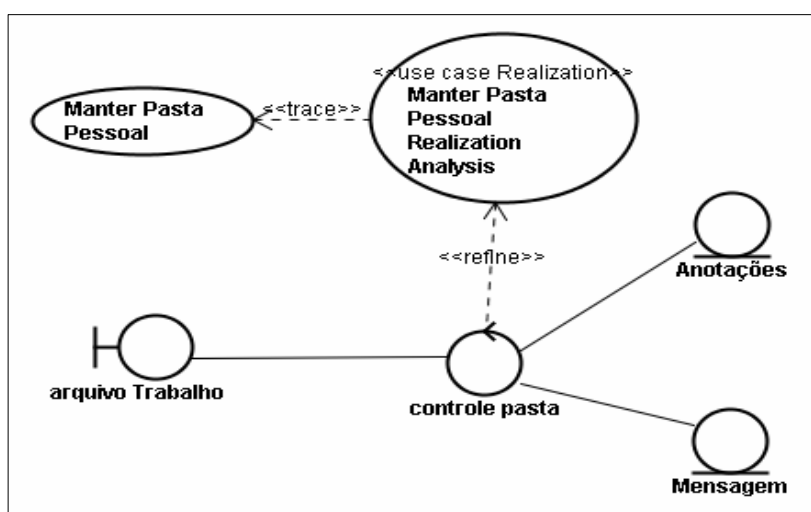 <<use case Realization>>
Manter Pasta
Pessoal
Realization
Analysis
Manter Pasta
Pessoal
<<trace>>
<<refine>>
Anotações
arquivo Trabalho
controle pasta
Mensagem